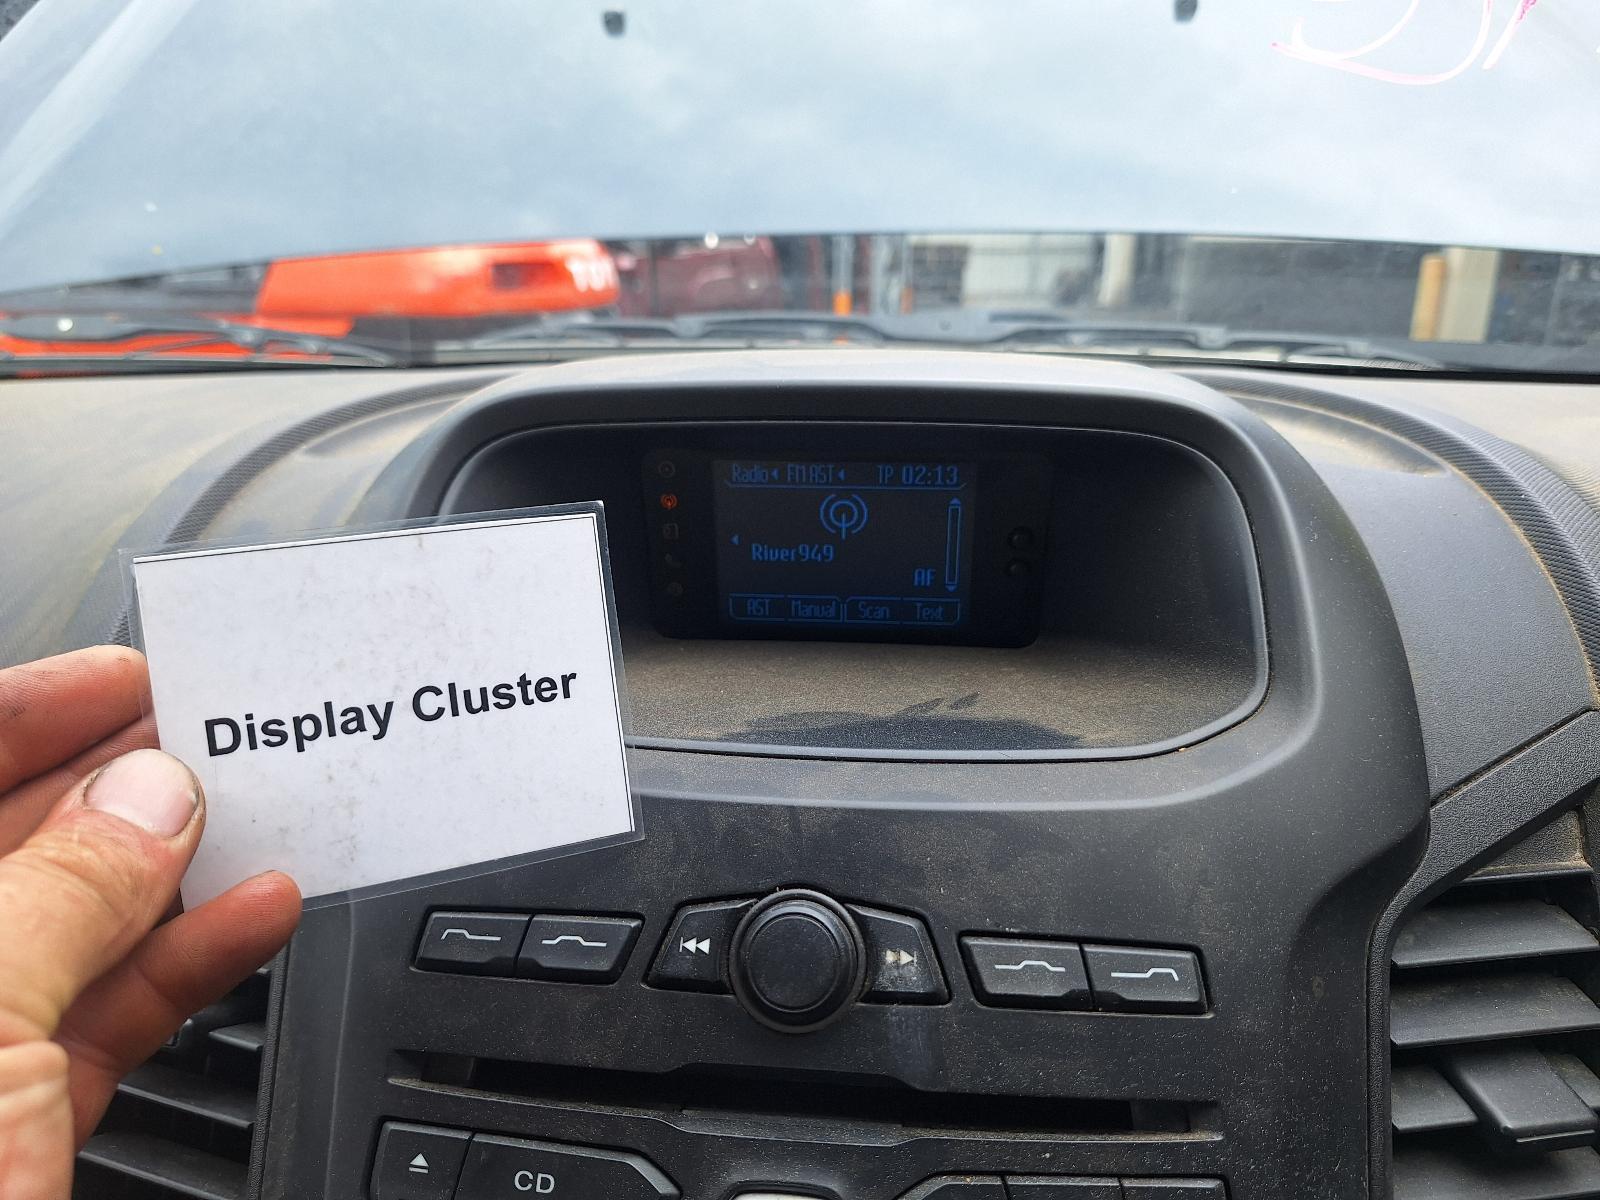 Radio FM AST TP 02:13
River949
AF
AST Manual Scan Text
Display Cluster
CD